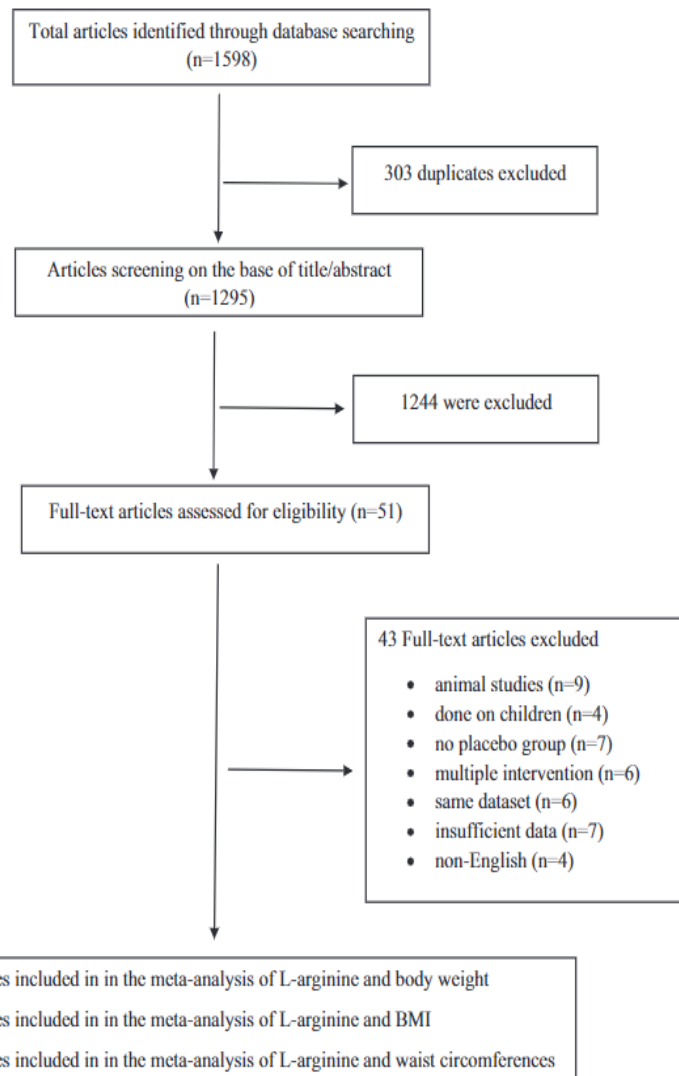 Total articles identified through database searching
(n=1598)
303 duplicates excluded
Articles screening on the base of title/abstract
(n=1295)
1244 were excluded
Full-text articles assessed for eligibility (n=51)
43 Full-text articles excluded
• animal studies (n=9)
• done on children (n=4)
• no placebo group (n=7)
• multiple intervention (n=6)
• same dataset (n=6)
• insufficient data (n=7)
• non-English (n=4)
included in in the meta-analysis of L-arginine and body weight
included in in the meta-analysis of L-arginine and BMI
included in in the meta-analysis of L-arginine and waist circomferences